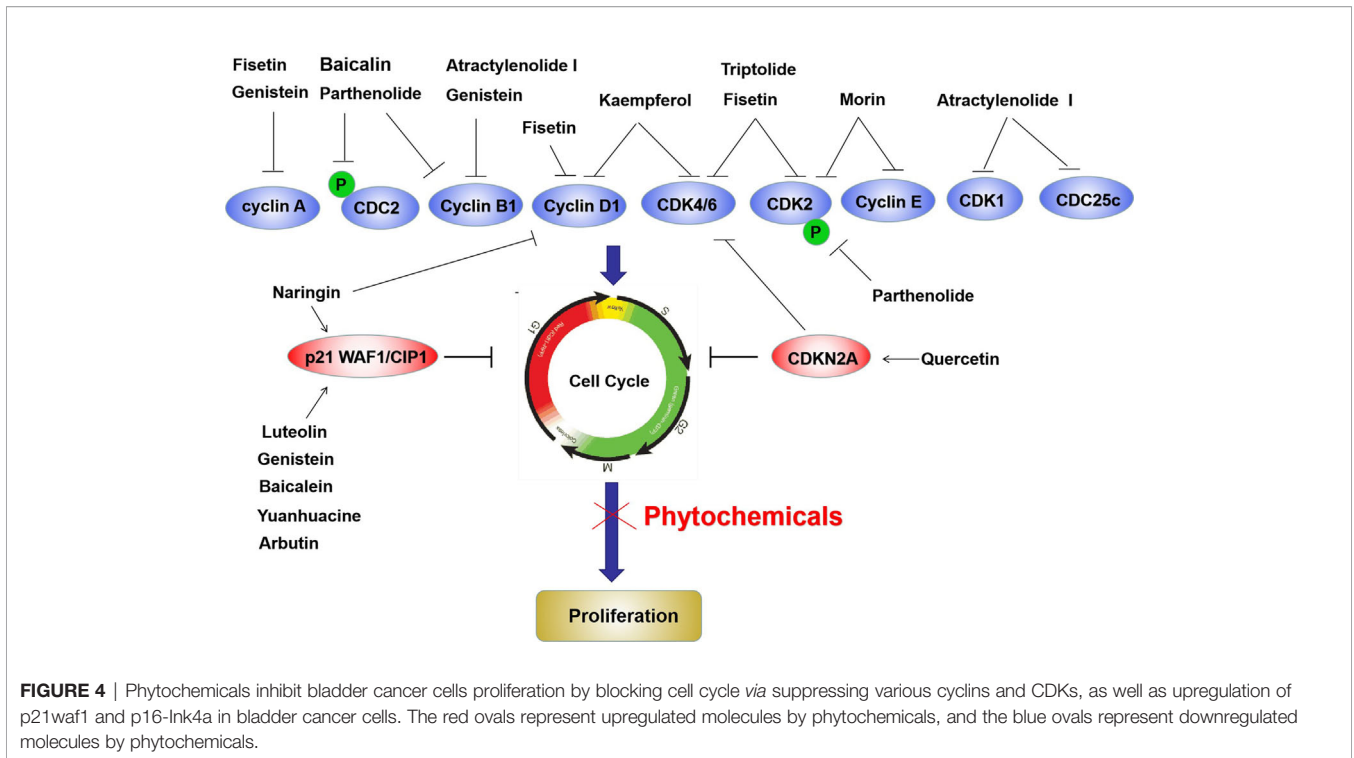 Fisetin
Genistein
Baicalin
Parthenolide
Atractylenolide I
Genistein
Fisetin
Kaempferol
Triptolide
Fisetin
Morin
Atractylenolide I
cyclin A
P
CDC2
Cyclin B1
Cyclin D1
CDK4/6
CDK2
P
Cyclin E
CDK1
CDC25c
Naringin
Parthenolide
p21 WAF1/CIP1
G1
S
G2
M
Cell Cycle
CDKN2A
Quercetin
Luteolin
Genistein
Baicalein
Yuanhuacine
Arbutin
Phytochemicals
Proliferation
FIGURE 4 | Phytochemicals inhibit bladder cancer cells proliferation by blocking cell cycle via suppressing various cyclins and CDKs, as well as upregulation of
p21waf1 and p16-Ink4a in bladder cancer cells. The red ovals represent upregulated molecules by phytochemicals, and the blue ovals represent downregulated
molecules by phytochemicals.